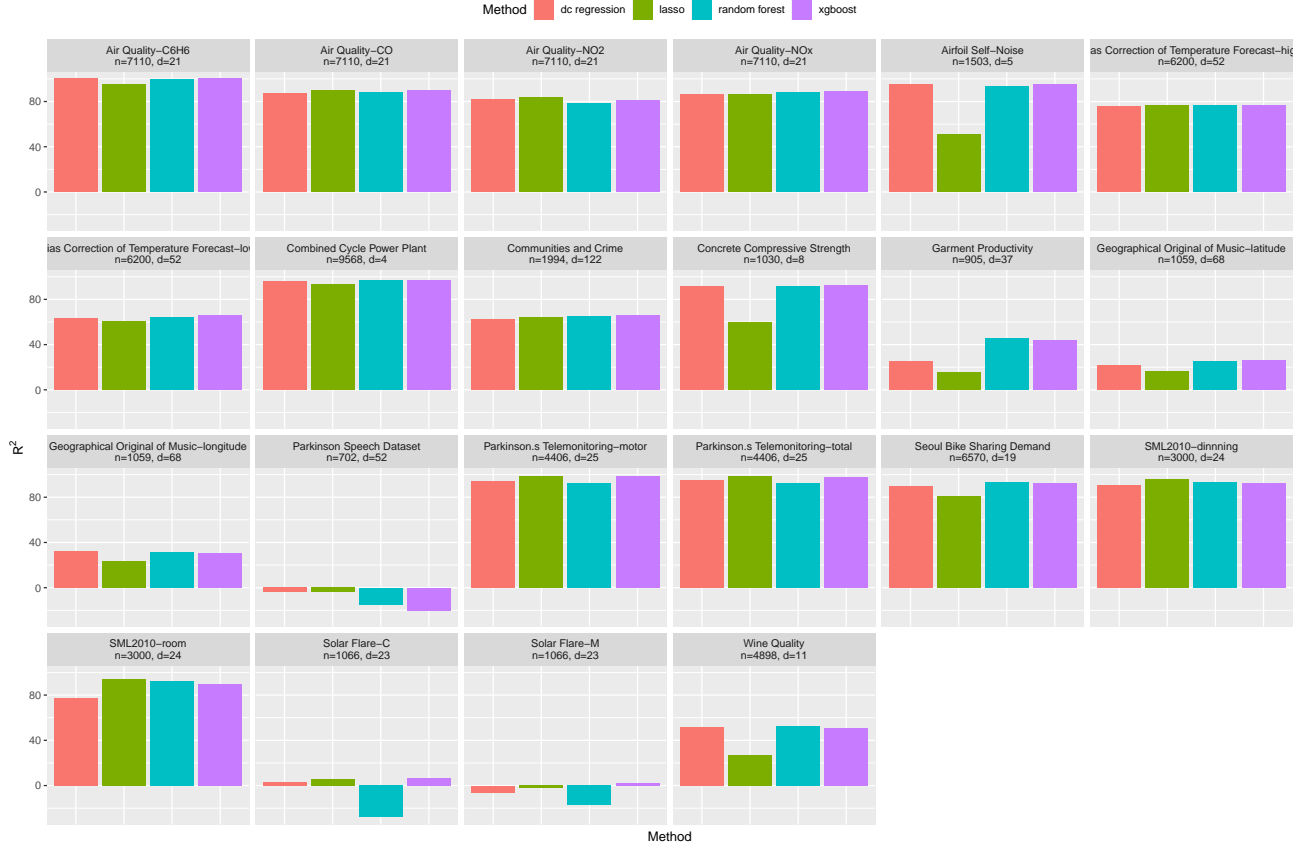 Method dc regression lasso random forest xgboost
Air Quality−C6H6
n=7110, d=21
Air Quality−CO
n=7110, d=21
Air Quality−NO2
n=7110, d=21
Air Quality−NOx
n=7110, d=21
Airfoil Self−Noise
n=1503, d=5
as Correction of Temperature Forecast−hig
n=6200, d=52
80
40
0
ias Correction of Temperature Forecast−lo
n=6200, d=52
Combined Cycle Power Plant
n=9568, d=4
Communities and Crime
n=1994, d=122
Concrete Compressive Strength
n=1030, d=8
Garment Productivity
n=905, d=37
Geographical Original of Music−latitude
n=1059, d=68
80
40
0
R²
Geographical Original of Music−longitude
n=1059, d=68
Parkinson Speech Dataset
n=702, d=52
Parkinson.s Telemonitoring−motor
n=4406, d=25
Parkinson.s Telemonitoring−total
n=4406, d=25
Seoul Bike Sharing Demand
n=6570, d=19
SML2010−dinnning
n=3000, d=24
80
40
0
SML2010−room
n=3000, d=24
Solar Flare−C
n=1066, d=23
Solar Flare−M
n=1066, d=23
Wine Quality
n=4898, d=11
80
40
0
Method